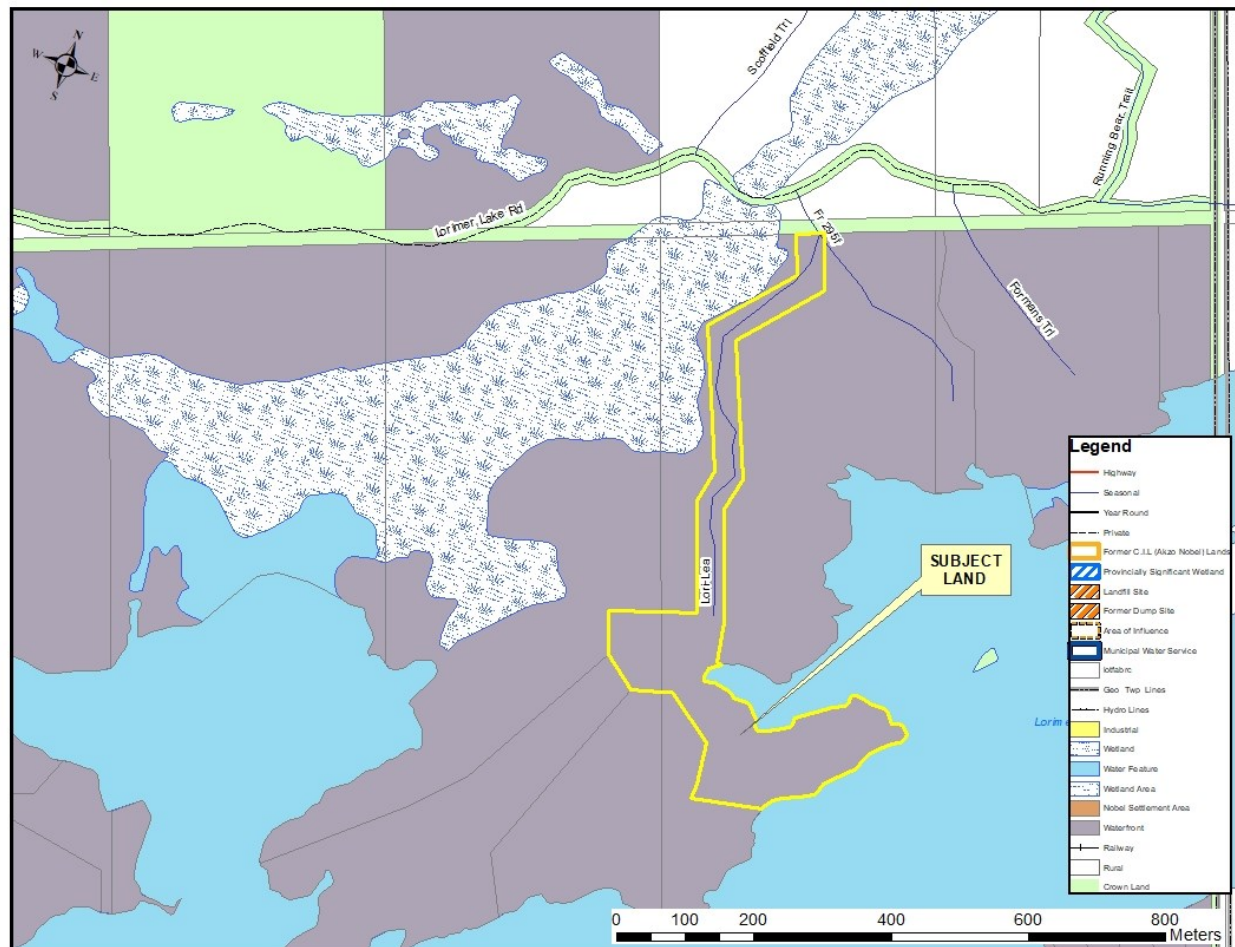 N
W
E
S
Scoffield Trl
Running Bear Trail
Lorimer Lake Rd
Fr 295f
Formans Trl
Lori-Lea
SUBJECT
LAND
Lorim
Legend
Highway
Seasonal
Year Round
Private
Former C.I.L (Akzo Nobel) Lands
Provincially Significant Wetland
Landfill Site
Former Dump Site
Area of Influence
Municipal Water Service
lotfabrc
Geo Twp Lines
Hydro Lines
Industrial
Wetland
Water Feature
Wetland Area
Nobel Settlement Area
Waterfront
Railway
Rural
Crown Land
0 100 200 400 600 800
Meters